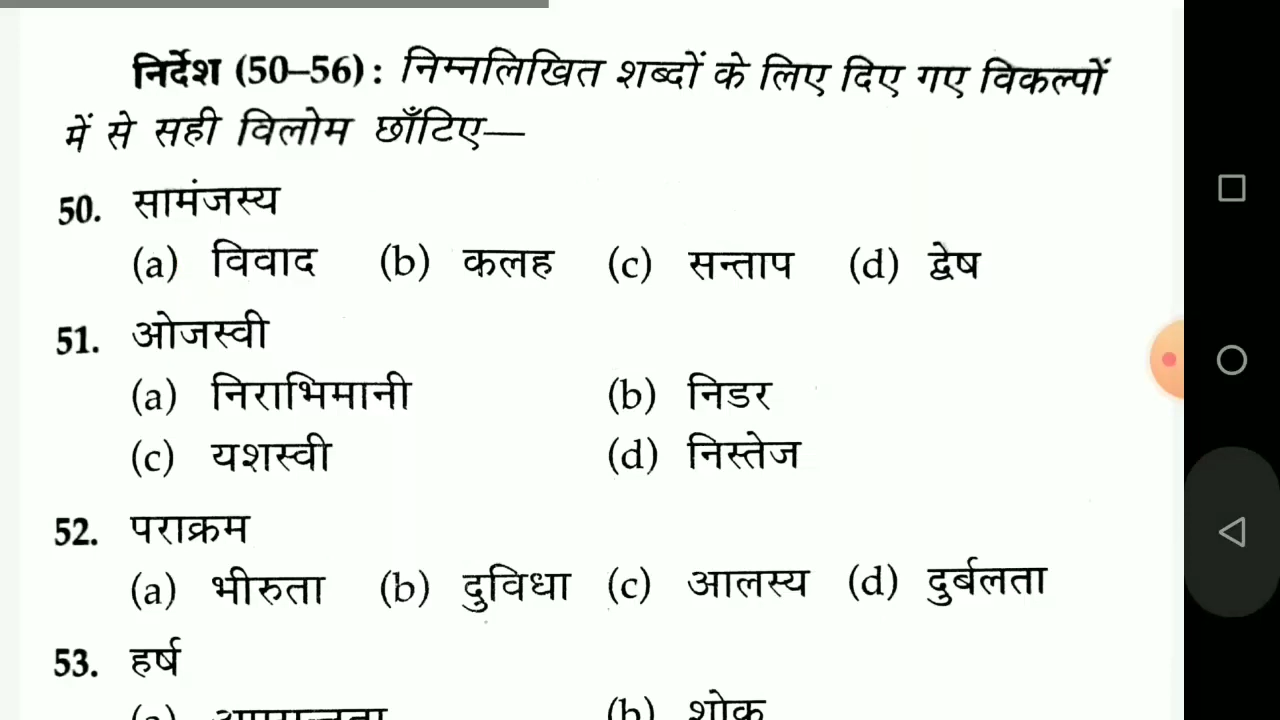 निर्देश (50–56) : निम्नलिखित शब्दों के लिए दिए गए विकल्पों
में से सही विलोम छाँटिए—
50. सामंजस्य
(a) विवाद (b) कलह (c) सन्ताप (d) द्वेष
51. ओजस्वी
(a) निराभिमानी (b) निडर
(c) यशस्वी (d) निस्तेज
52. पराक्रम
(a) भीरुता (b) दुविधा (c) आलस्य (d) दुर्बलता
53. हर्ष
(a) (b) शोक